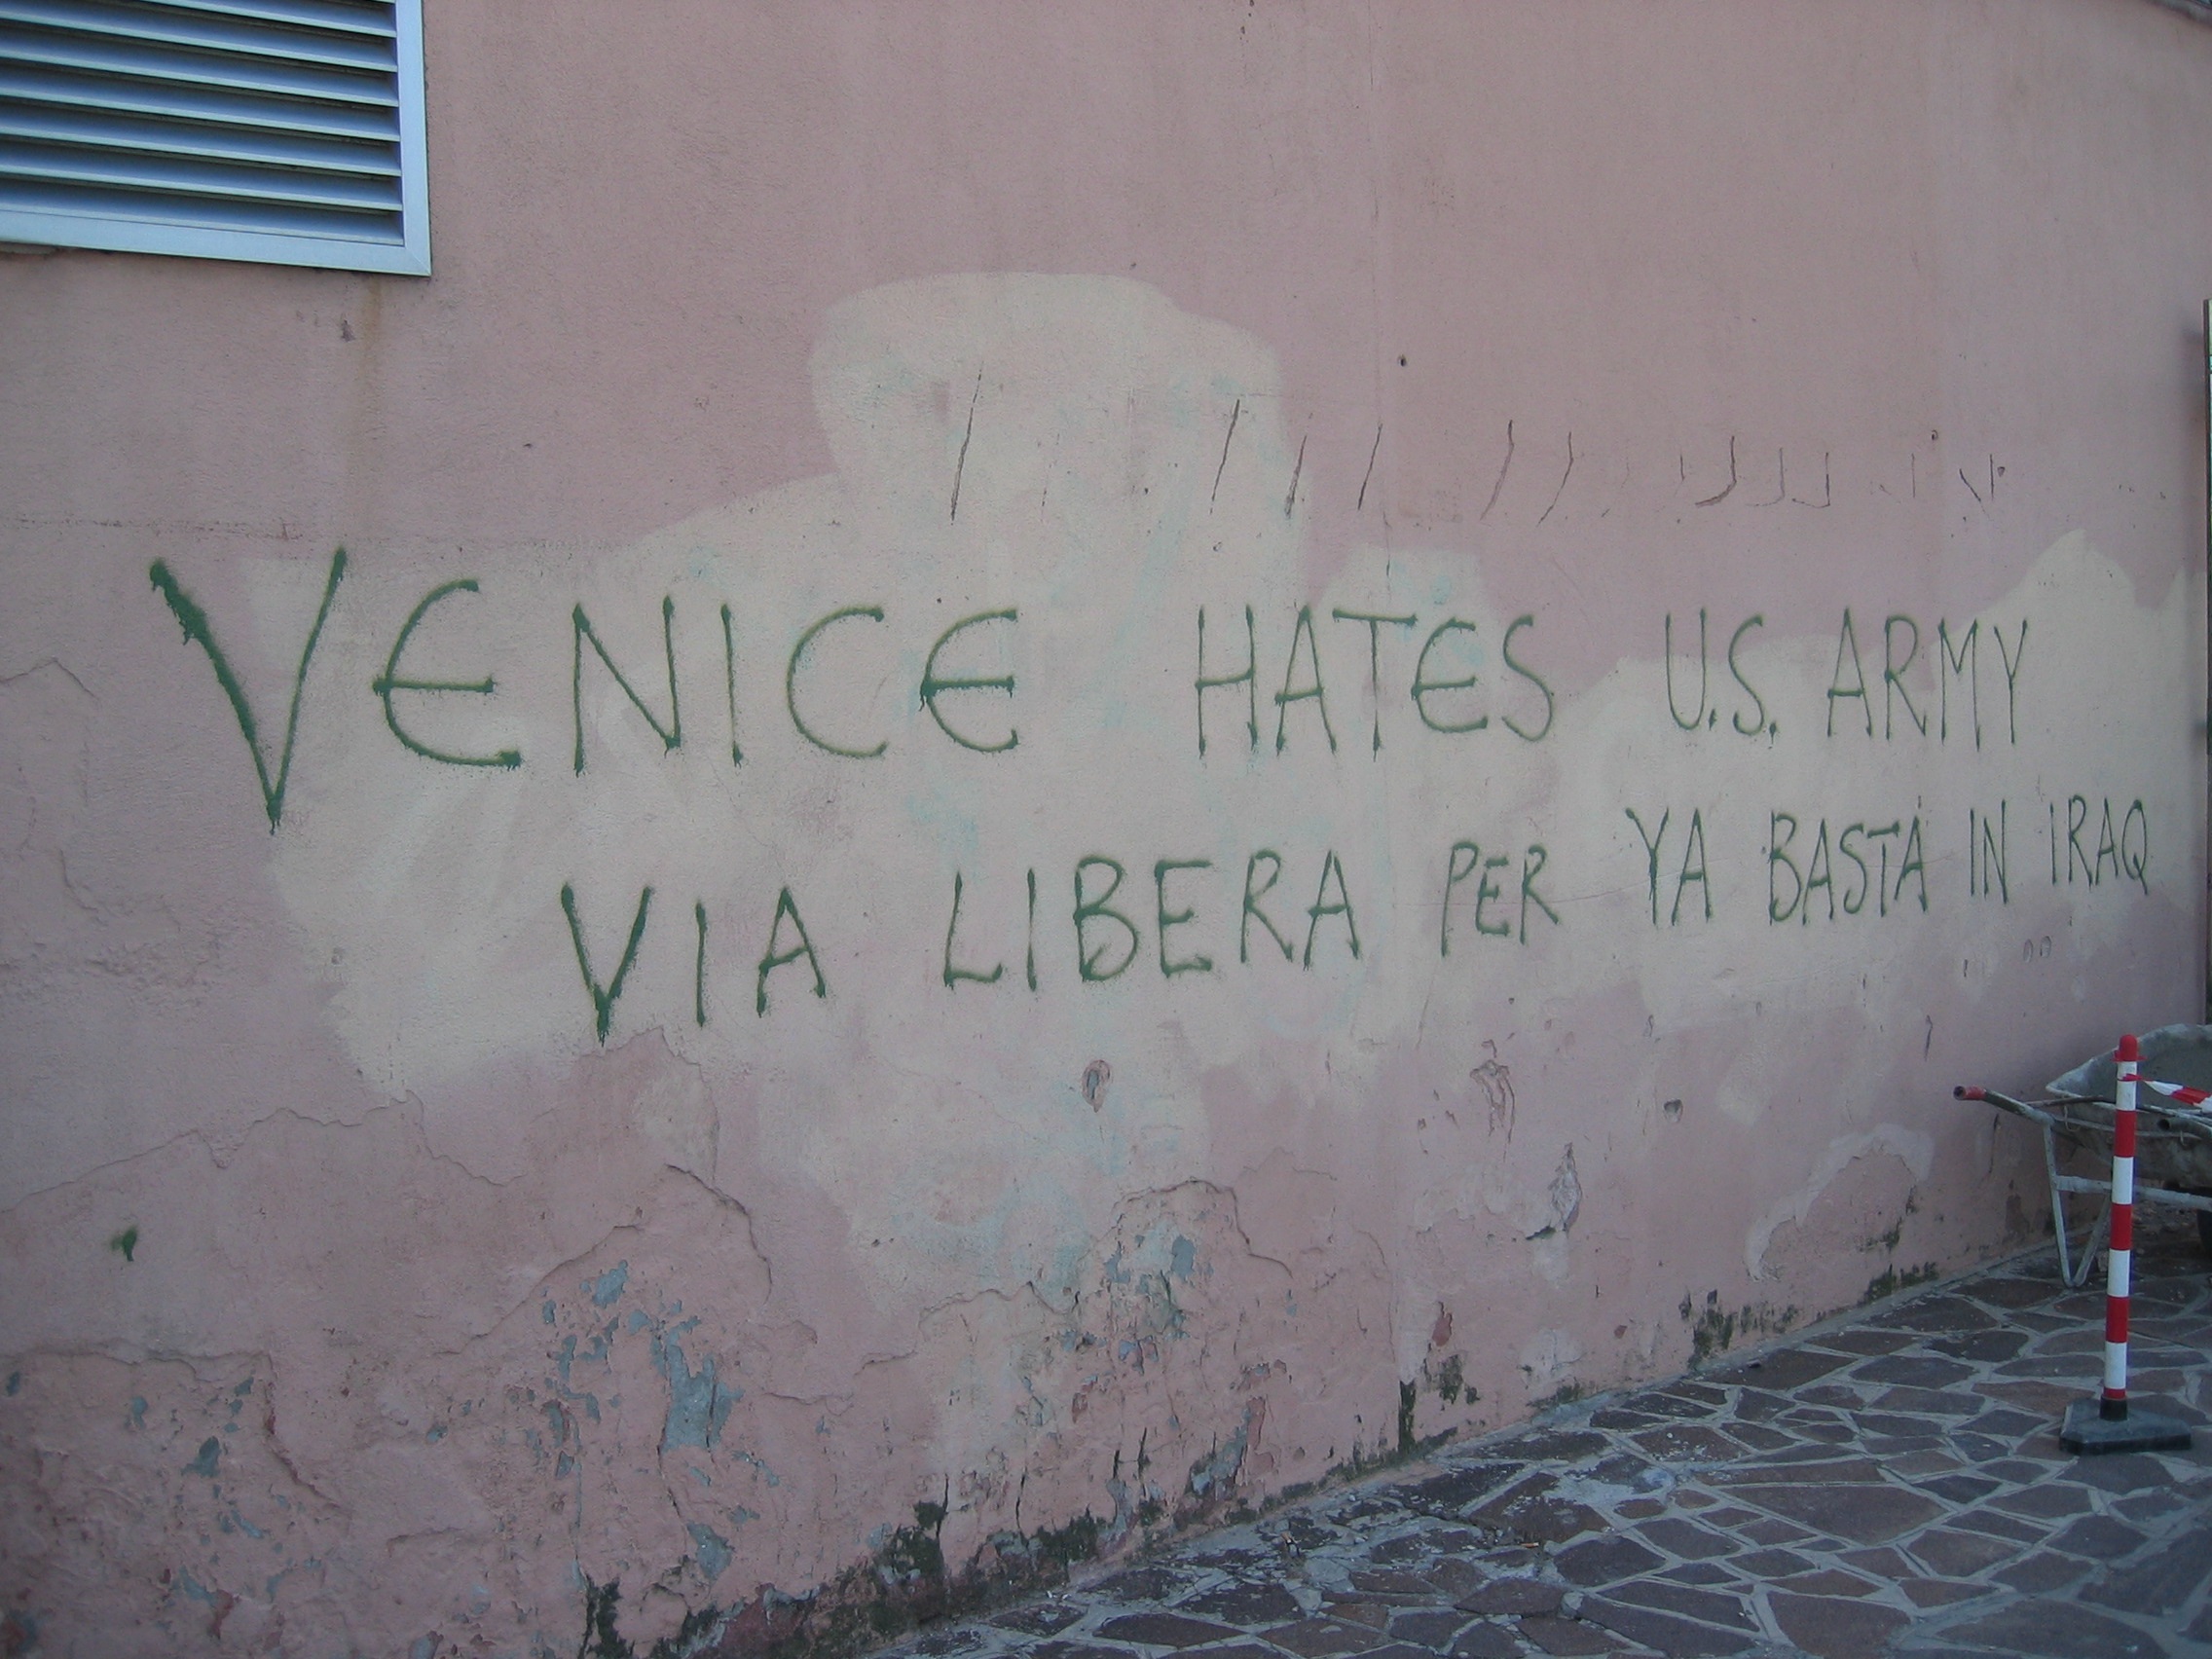 VENICE HATES U.S. ARMY
VIA LIBERA PER YA BASTA IN IRAQ